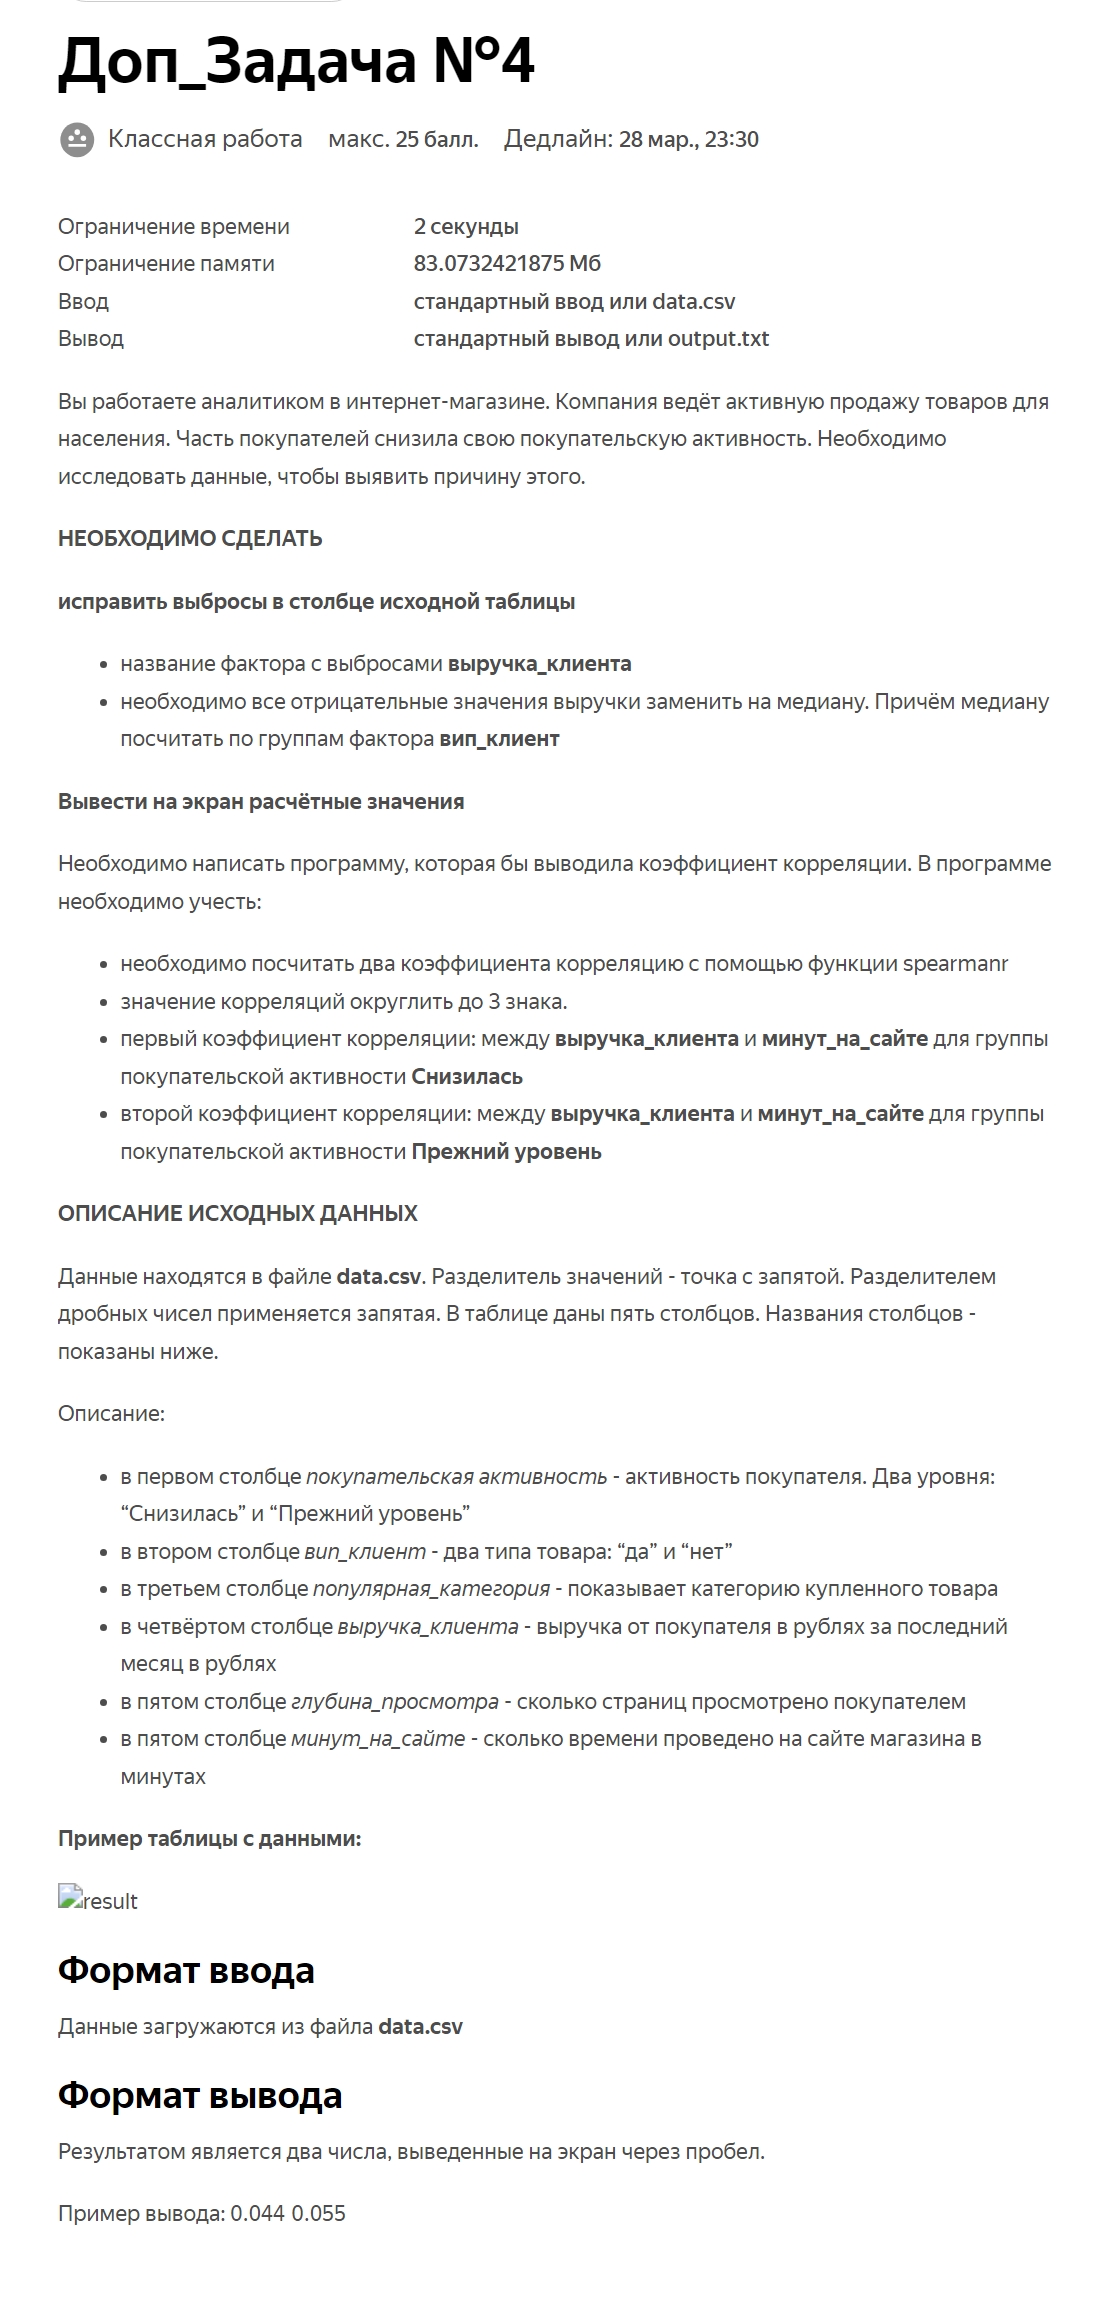 Доп_Задача №4
Классная работа макс. 25 балл. Дедлайн: 28 мар., 23:30
Ограничение времени 2 секунды
Ограничение памяти 83.0732421875 Мб
Ввод стандартный ввод или data.csv
Вывод стандартный вывод или output.txt
Вы работаете аналитиком в интернет-магазине. Компания ведёт активную продажу товаров для
населения. Часть покупателей снизила свою покупательскую активность. Необходимо
исследовать данные, чтобы выявить причину этого.
НЕОБХОДИМО СДЕЛАТЬ
исправить выбросы в столбце исходной таблицы
• название фактора с выбросами выручка_клиента
• необходимо все отрицательные значения выручки заменить на медиану. Причём медиану
посчитать по группам фактора вип_клиент
Вывести на экран расчётные значения
Необходимо написать программу, которая бы выводила коэффициент корреляции. В программе
необходимо учесть:
• необходимо посчитать два коэффициента корреляцию с помощью функции spearmanr
• значение корреляций округлить до 3 знака.
• первый коэффициент корреляции: между выручка_клиента и минут_на_сайте для группы
покупательской активности Снизилась
• второй коэффициент корреляции: между выручка_клиента и минут_на_сайте для группы
покупательской активности Прежний уровень
ОПИСАНИЕ ИСХОДНЫХ ДАННЫХ
Данные находятся в файле data.csv. Разделитель значений - точка с запятой. Разделителем
дробных чисел применяется запятая. В таблице даны пять столбцов. Названия столбцов -
показаны ниже.
Описание:
• в первом столбце покупательская активность - активность покупателя. Два уровня:
“Снизилась” и “Прежний уровень”
• в втором столбце вип_клиент - два типа товара: “да” и “нет”
• в третьем столбце популярная_категория - показывает категорию купленного товара
• в четвёртом столбце выручка_клиента - выручка от покупателя в рублях за последний
месяц в рублях
• в пятом столбце глубина_просмотра - сколько страниц просмотрено покупателем
• в пятом столбце минут_на_сайте - сколько времени проведено на сайте магазина в
минутах
Пример таблицы с данными:
result
Формат ввода
Данные загружаются из файла data.csv
Формат вывода
Результатом является два числа, выведенные на экран через пробел.
Пример вывода: 0.044 0.055